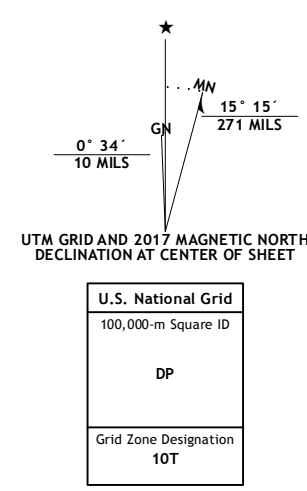 ★
MN
GN
15° 15´
271 MILS
0° 34´
10 MILS
UTM GRID AND 2017 MAGNETIC NORTH
DECLINATION AT CENTER OF SHEET
U.S. National Grid
100,000-m Square ID
DP
Grid Zone Designation
10T